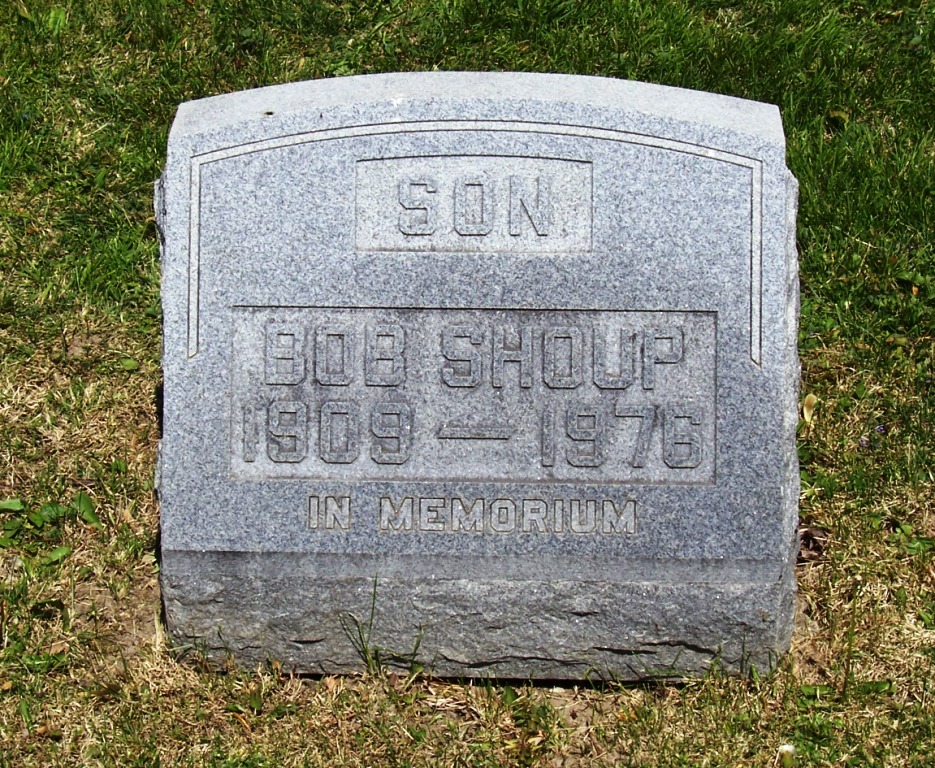 SON
BOB SHOUP
1909 — 1976
IN MEMORIUM